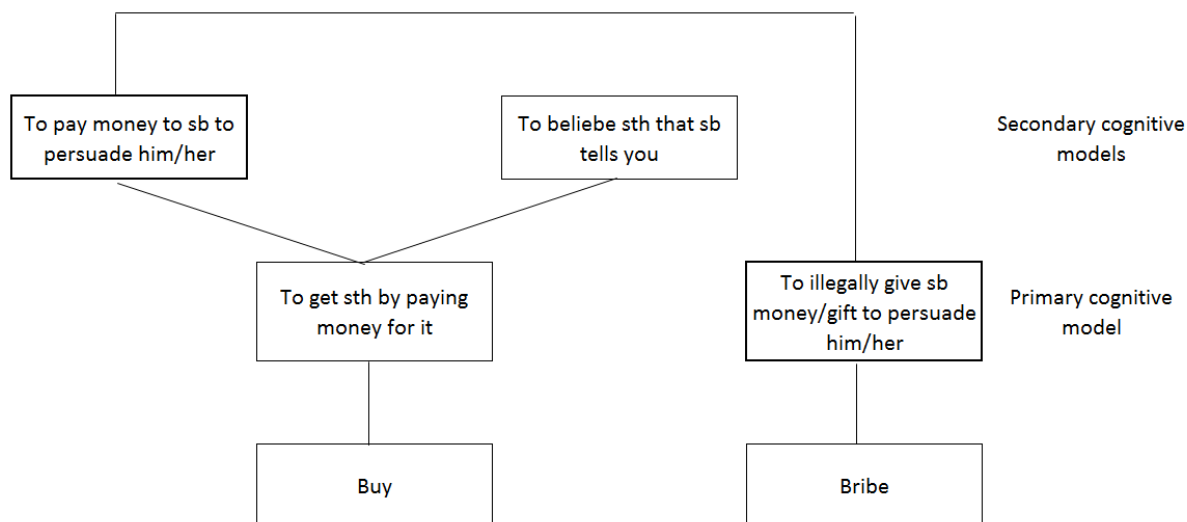 To pay money to sb to
persuade him/her
To beliebe sth that sb
tells you
Secondary cognitive
models
To get sth by paying
money for it
To illegally give sb
money/gift to persuade
him/her
Primary cognitive
model
Buy
Bribe